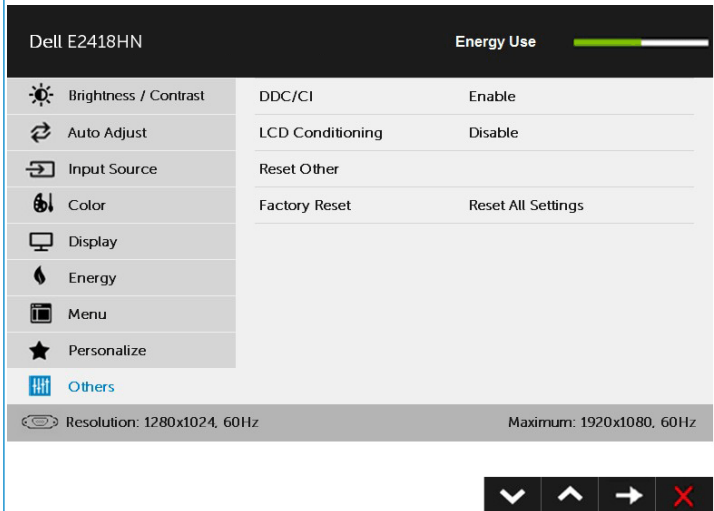 Dell E2418HN Energy Use
Brightness / Contrast DDC/CI Enable
Auto Adjust LCD Conditioning Disable
Input Source Reset Other
Color Factory Reset Reset All Settings
Display
Energy
Menu
Personalize
Others
Resolution: 1280x1024, 60Hz Maximum: 1920x1080, 60Hz